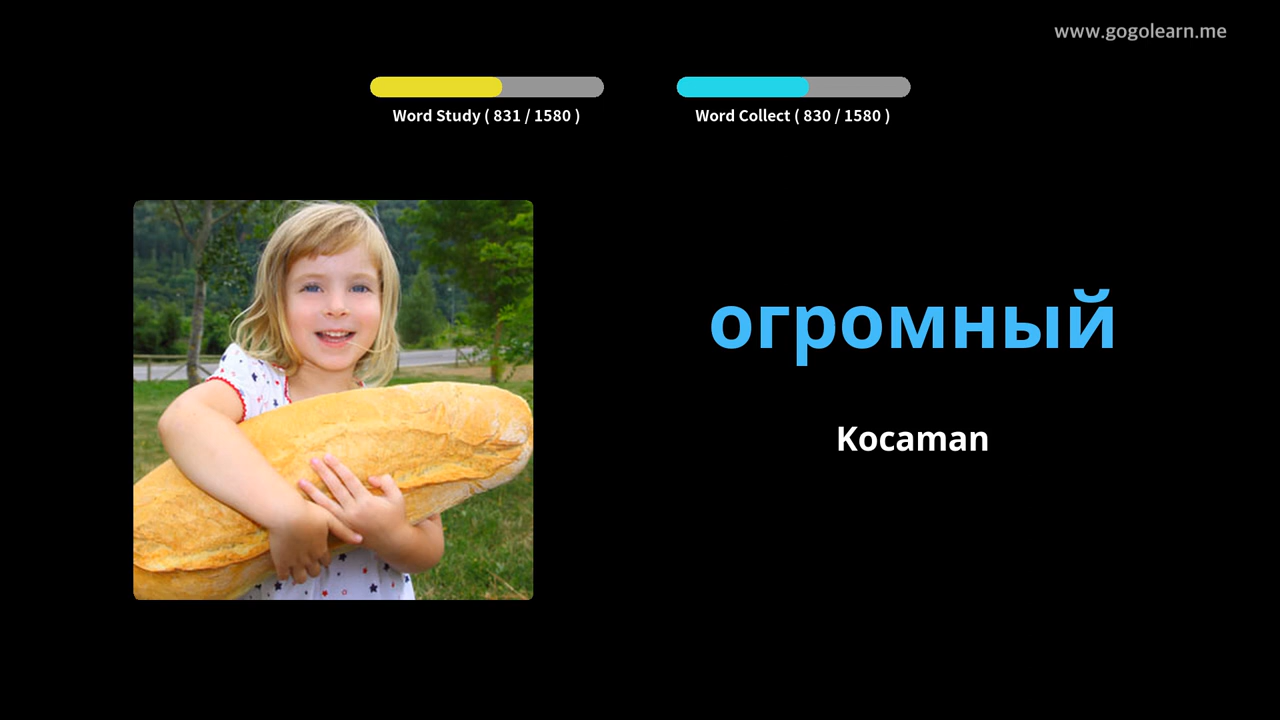 www.gogolearn.me
Word Study ( 831 / 1580 )
Word Collect ( 830 / 1580 )
огромный
Kocaman